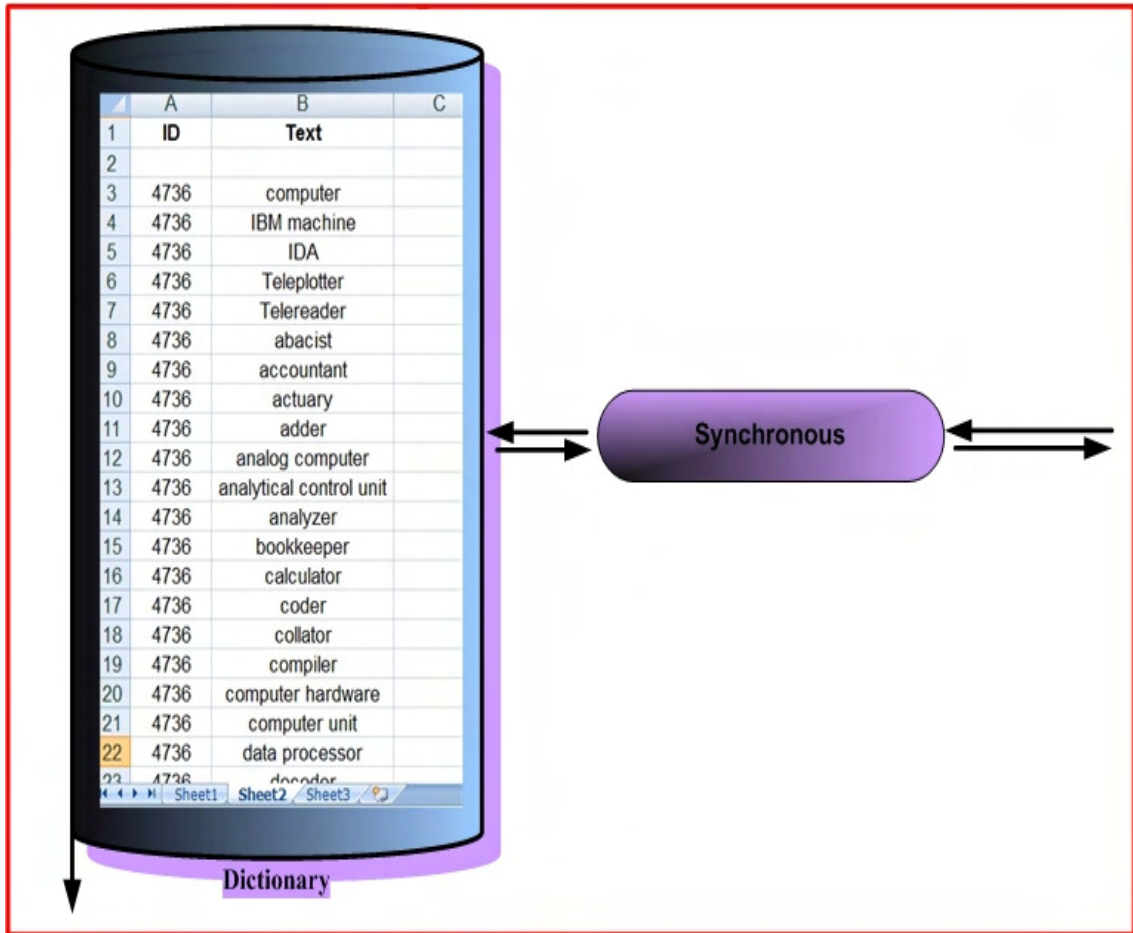 A B C
1 ID Text
2
3 4736 computer
4 4736 IBM machine
5 4736 IDA
6 4736 Teleplotter
7 4736 Telereader
8 4736 abacist
9 4736 accountant
10 4736 actuary
11 4736 adder
12 4736 analog computer
13 4736 analytical control unit
14 4736 analyzer
15 4736 bookkeeper
16 4736 calculator
17 4736 coder
18 4736 collator
19 4736 compiler
20 4736 computer hardware
21 4736 computer unit
22 4736 data processor
23 4736 decoder
Sheet1 Sheet2 Sheet3
Dictionary
Synchronous